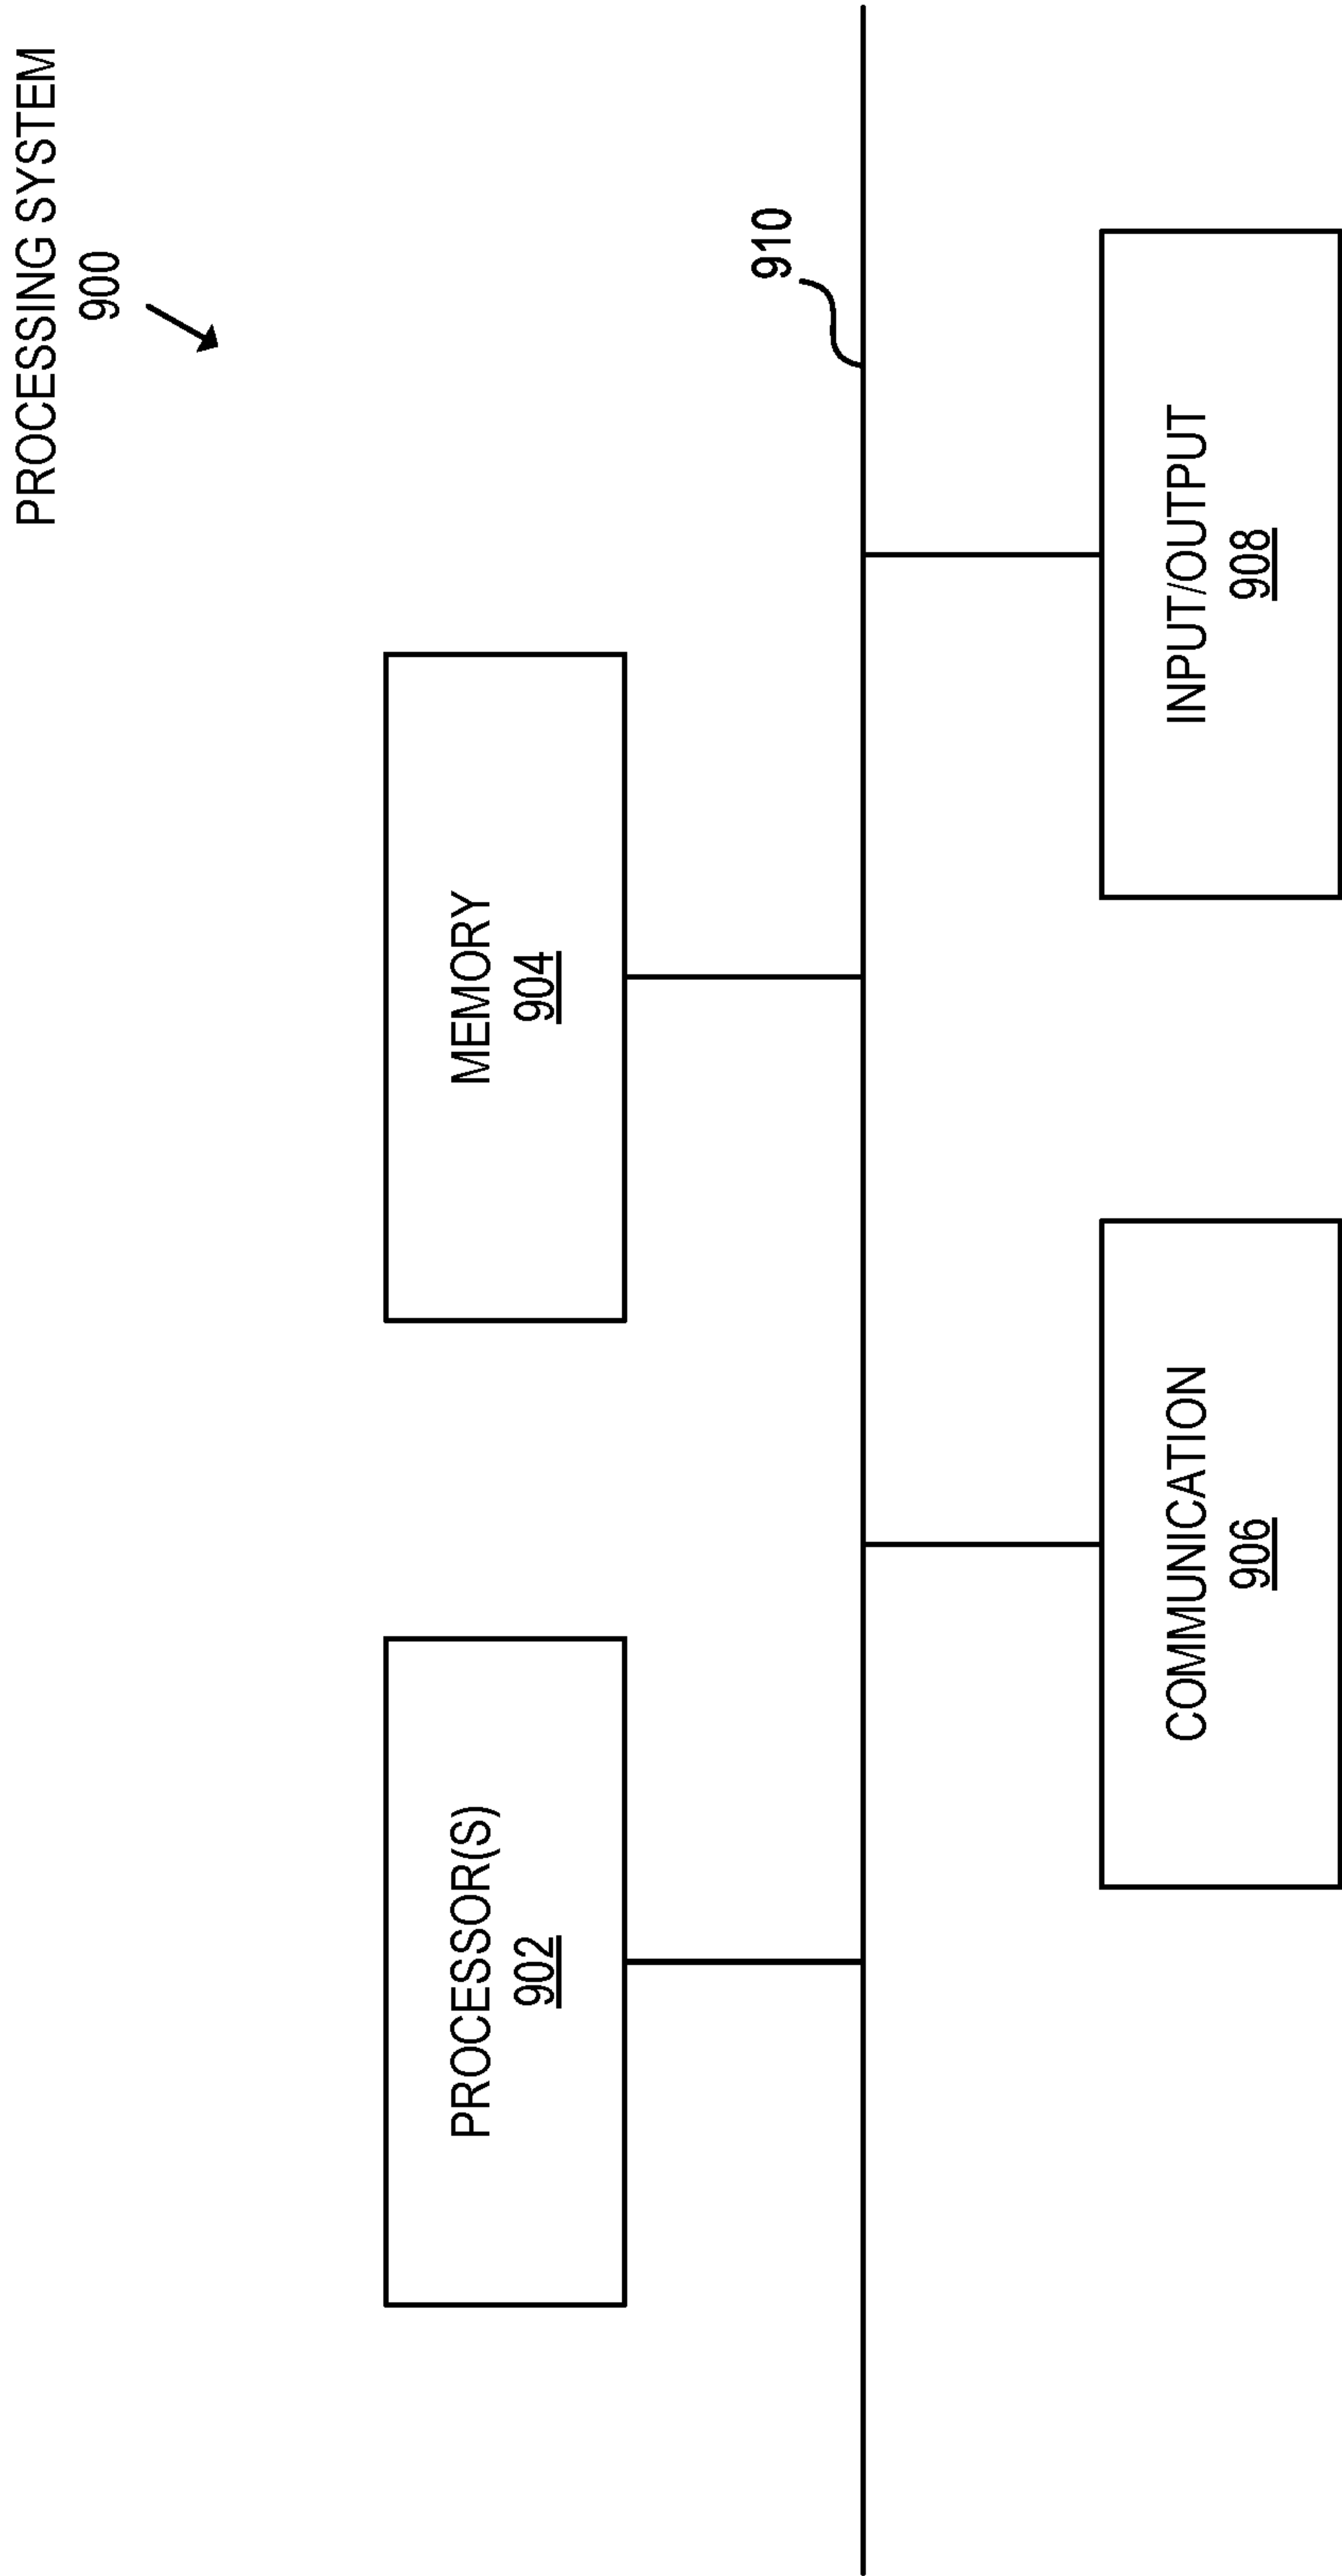 PROCESSING SYSTEM
900
PROCESSOR(S)
902
MEMORY
904
910
COMMUNICATION
906
INPUT/OUTPUT
908